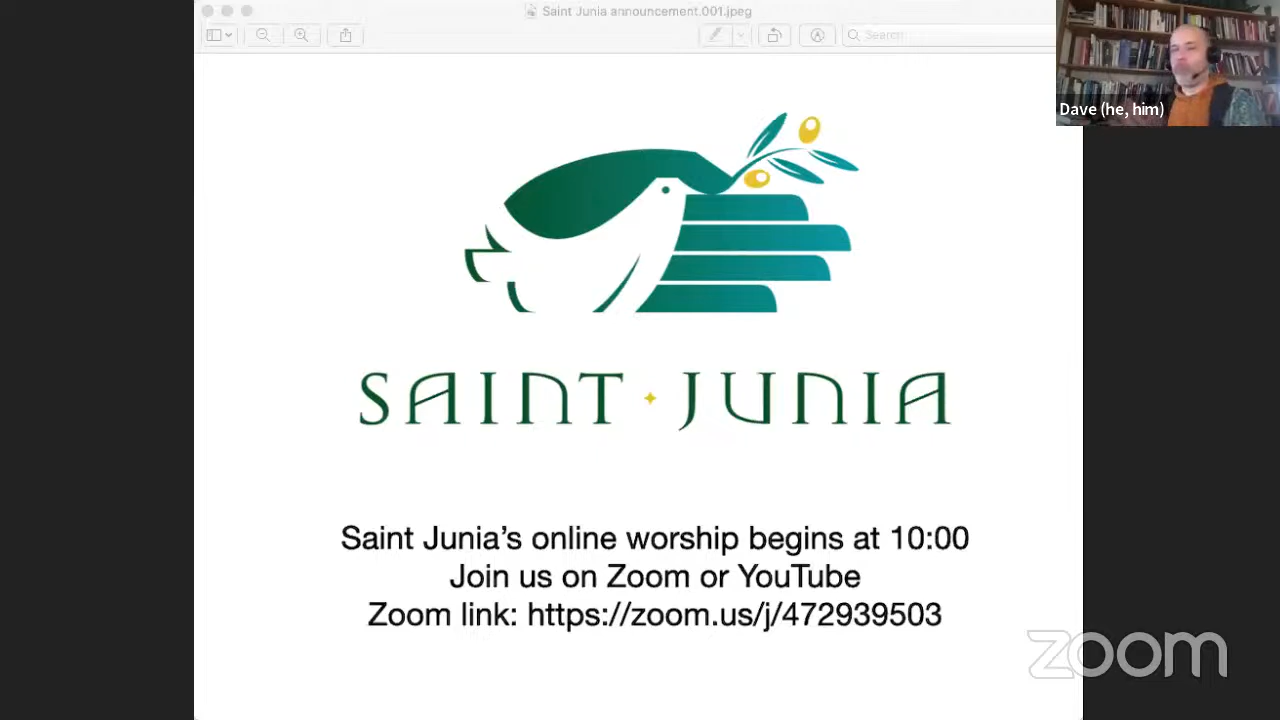 Saint Junia announcement.001.jpeg
Search
Dave (he, him)
SAINT · JUNIA
Saint Junia’s online worship begins at 10:00
Join us on Zoom or YouTube
Zoom link: https://zoom.us/j/472939503
zoom